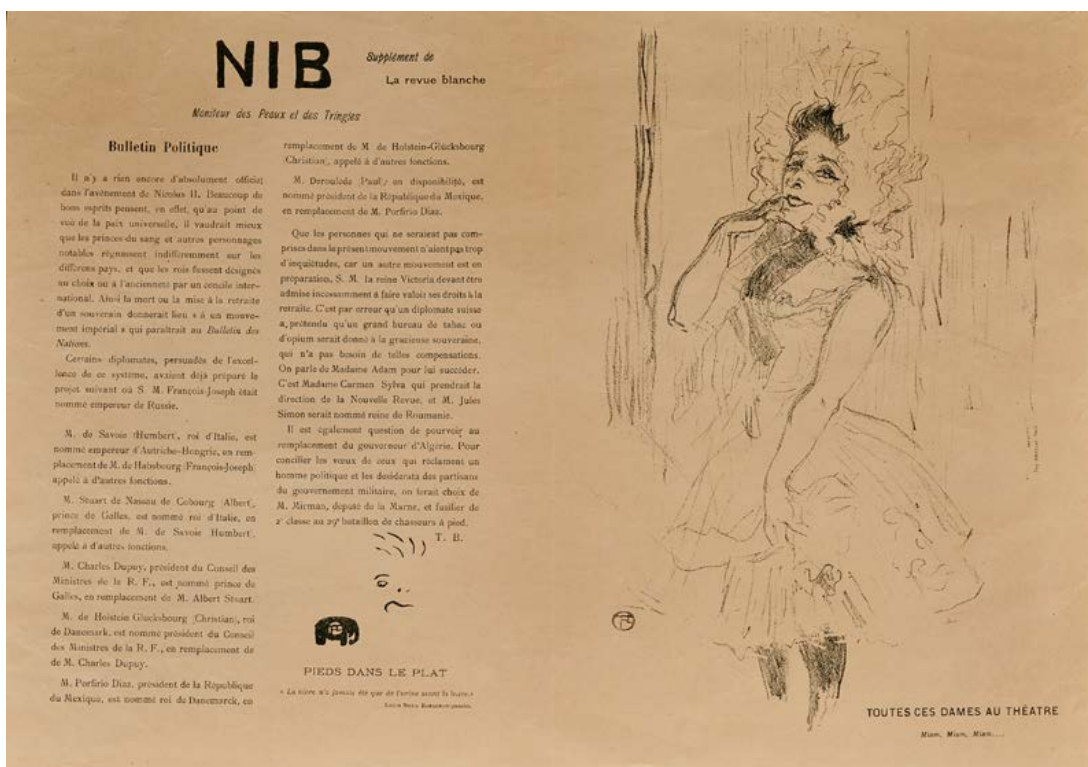 NIB
Supplément de
La revue blanche
Moniteur des Peaux et des Tringles
Bulletin Politique
Il n'y a rien encore d'absolument officiel
dans l'avènement de Nicolas II. Beaucoup de
bons esprits pensent, en effet, qu'au point de
vue de la paix universelle, il vaudrait mieux
que les princes du sang et autres personnages
notables régnassent indifféremment sur les
différens pays, et que les rois fussent désignés
au choix ou à l'ancienneté par un concile inter-
national. Ainsi la mort ou la mise à la retraite
d'un souverain donnerait lieu « à un mouve-
ment impérial » qui paraîtrait au Bulletin des
Nations.
Certains diplomates, persuadés de l'excel-
lence de ce système, avaient déjà préparé le
projet suivant où S. M. François-Joseph était
nommé empereur de Russie.
M. de Savoie (Humbert), roi d'Italie, est
nommé empereur d'Autriche-Hongrie, en rem-
placement de M. de Habsbourg (François-Joseph)
appelé à d'autres fonctions.
M. Stuart de Nassau de Cobourg (Albert),
prince de Galles, est nommé roi d'Italie, en
remplacement de M. de Savoie (Humbert),
appelé à d'autres fonctions.
M. Charles Dupuy, président du Conseil des
Ministres de la R. F., est nommé prince de
Galles, en remplacement de M. Albert Stuart.
M. de Holstein Glucksbourg (Christian), roi
de Danemark, est nommé président du Conseil
des Ministres de la R. F., en remplacement de
de M. Charles Dupuy.
M. Porfirio Diaz, président de la République
du Mexique, est nommé roi de Danemarck, en
remplacement de M. de Holstein-Glücksbourg
(Christian), appelé à d'autres fonctions.
M. Deroulede (Paul) en disponibilité, est
nommé président de la République du Mexique,
en remplacement de M. Porfirio Diaz.
Que les personnes qui ne seraient pas com-
prises dans le présent mouvement n'aient pas trop
d'inquiétudes, car un autre mouvement est en
préparation, S. M. la reine Victoria devant être
admise incessamment à faire valoir ses droits à la
retraite. C'est par erreur qu'un diplomate suisse
a prétendu qu'un grand bureau de tabac ou
d'opium serait donné à la gracieuse souveraine,
qui n'a pas besoin de telles compensations.
On parle de Madame Adam pour lui succéder.
C'est Madame Carmen Sylva qui prendrait la
direction de la Nouvelle Revue, et M. Jules
Simon serait nommé reine de Roumanie.
Il est également question de pourvoir au
remplacement du gouverneur d'Algérie. Pour
concilier les vœux de ceux qui réclament un
homme politique et les desiderata des partisans
du gouvernement militaire, on ferait choix de
M. Mirman, député de la Marne, et fusilier de
2e classe au 29e bataillon de chasseurs à pied.
T. B.
PIEDS DANS LE PLAT
« La bière n'a jamais été que de l'urine avant la lettre »
TOUTES CES DAMES AU THÉATRE
Miam, Miam, Miam....